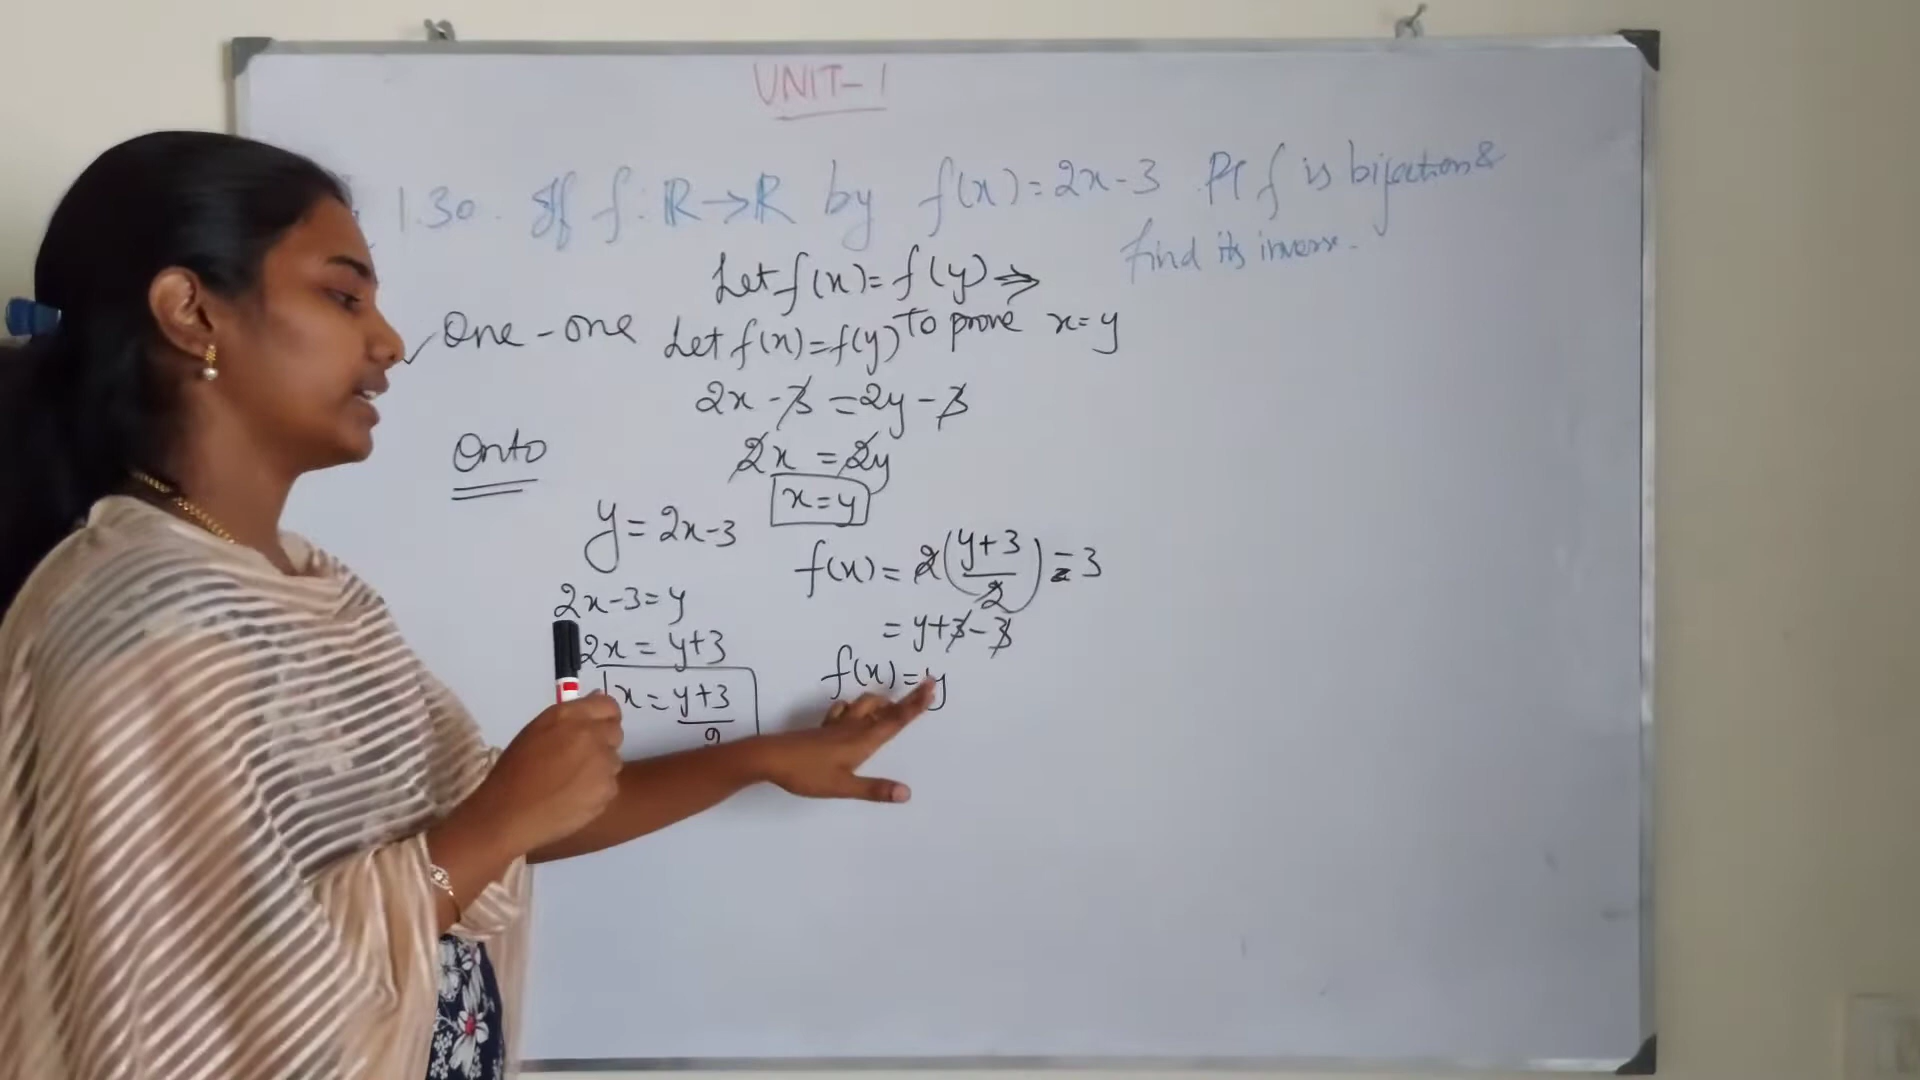 UNIT-1
1.30. If f: R→R by f(x)=2x-3 PT f is bijection &
find its inverse.
Let f(x)=f(y) ⇒
✓ One-one Let f(x)=f(y) To prove x=y
2x-3=2y-3
2x=2y
x=y
Onto
y=2x-3
2x-3=y
2x=y+3
x=y+3/2
f(x)=2(y+3/2)-3
=y+3-3
f(x)=y